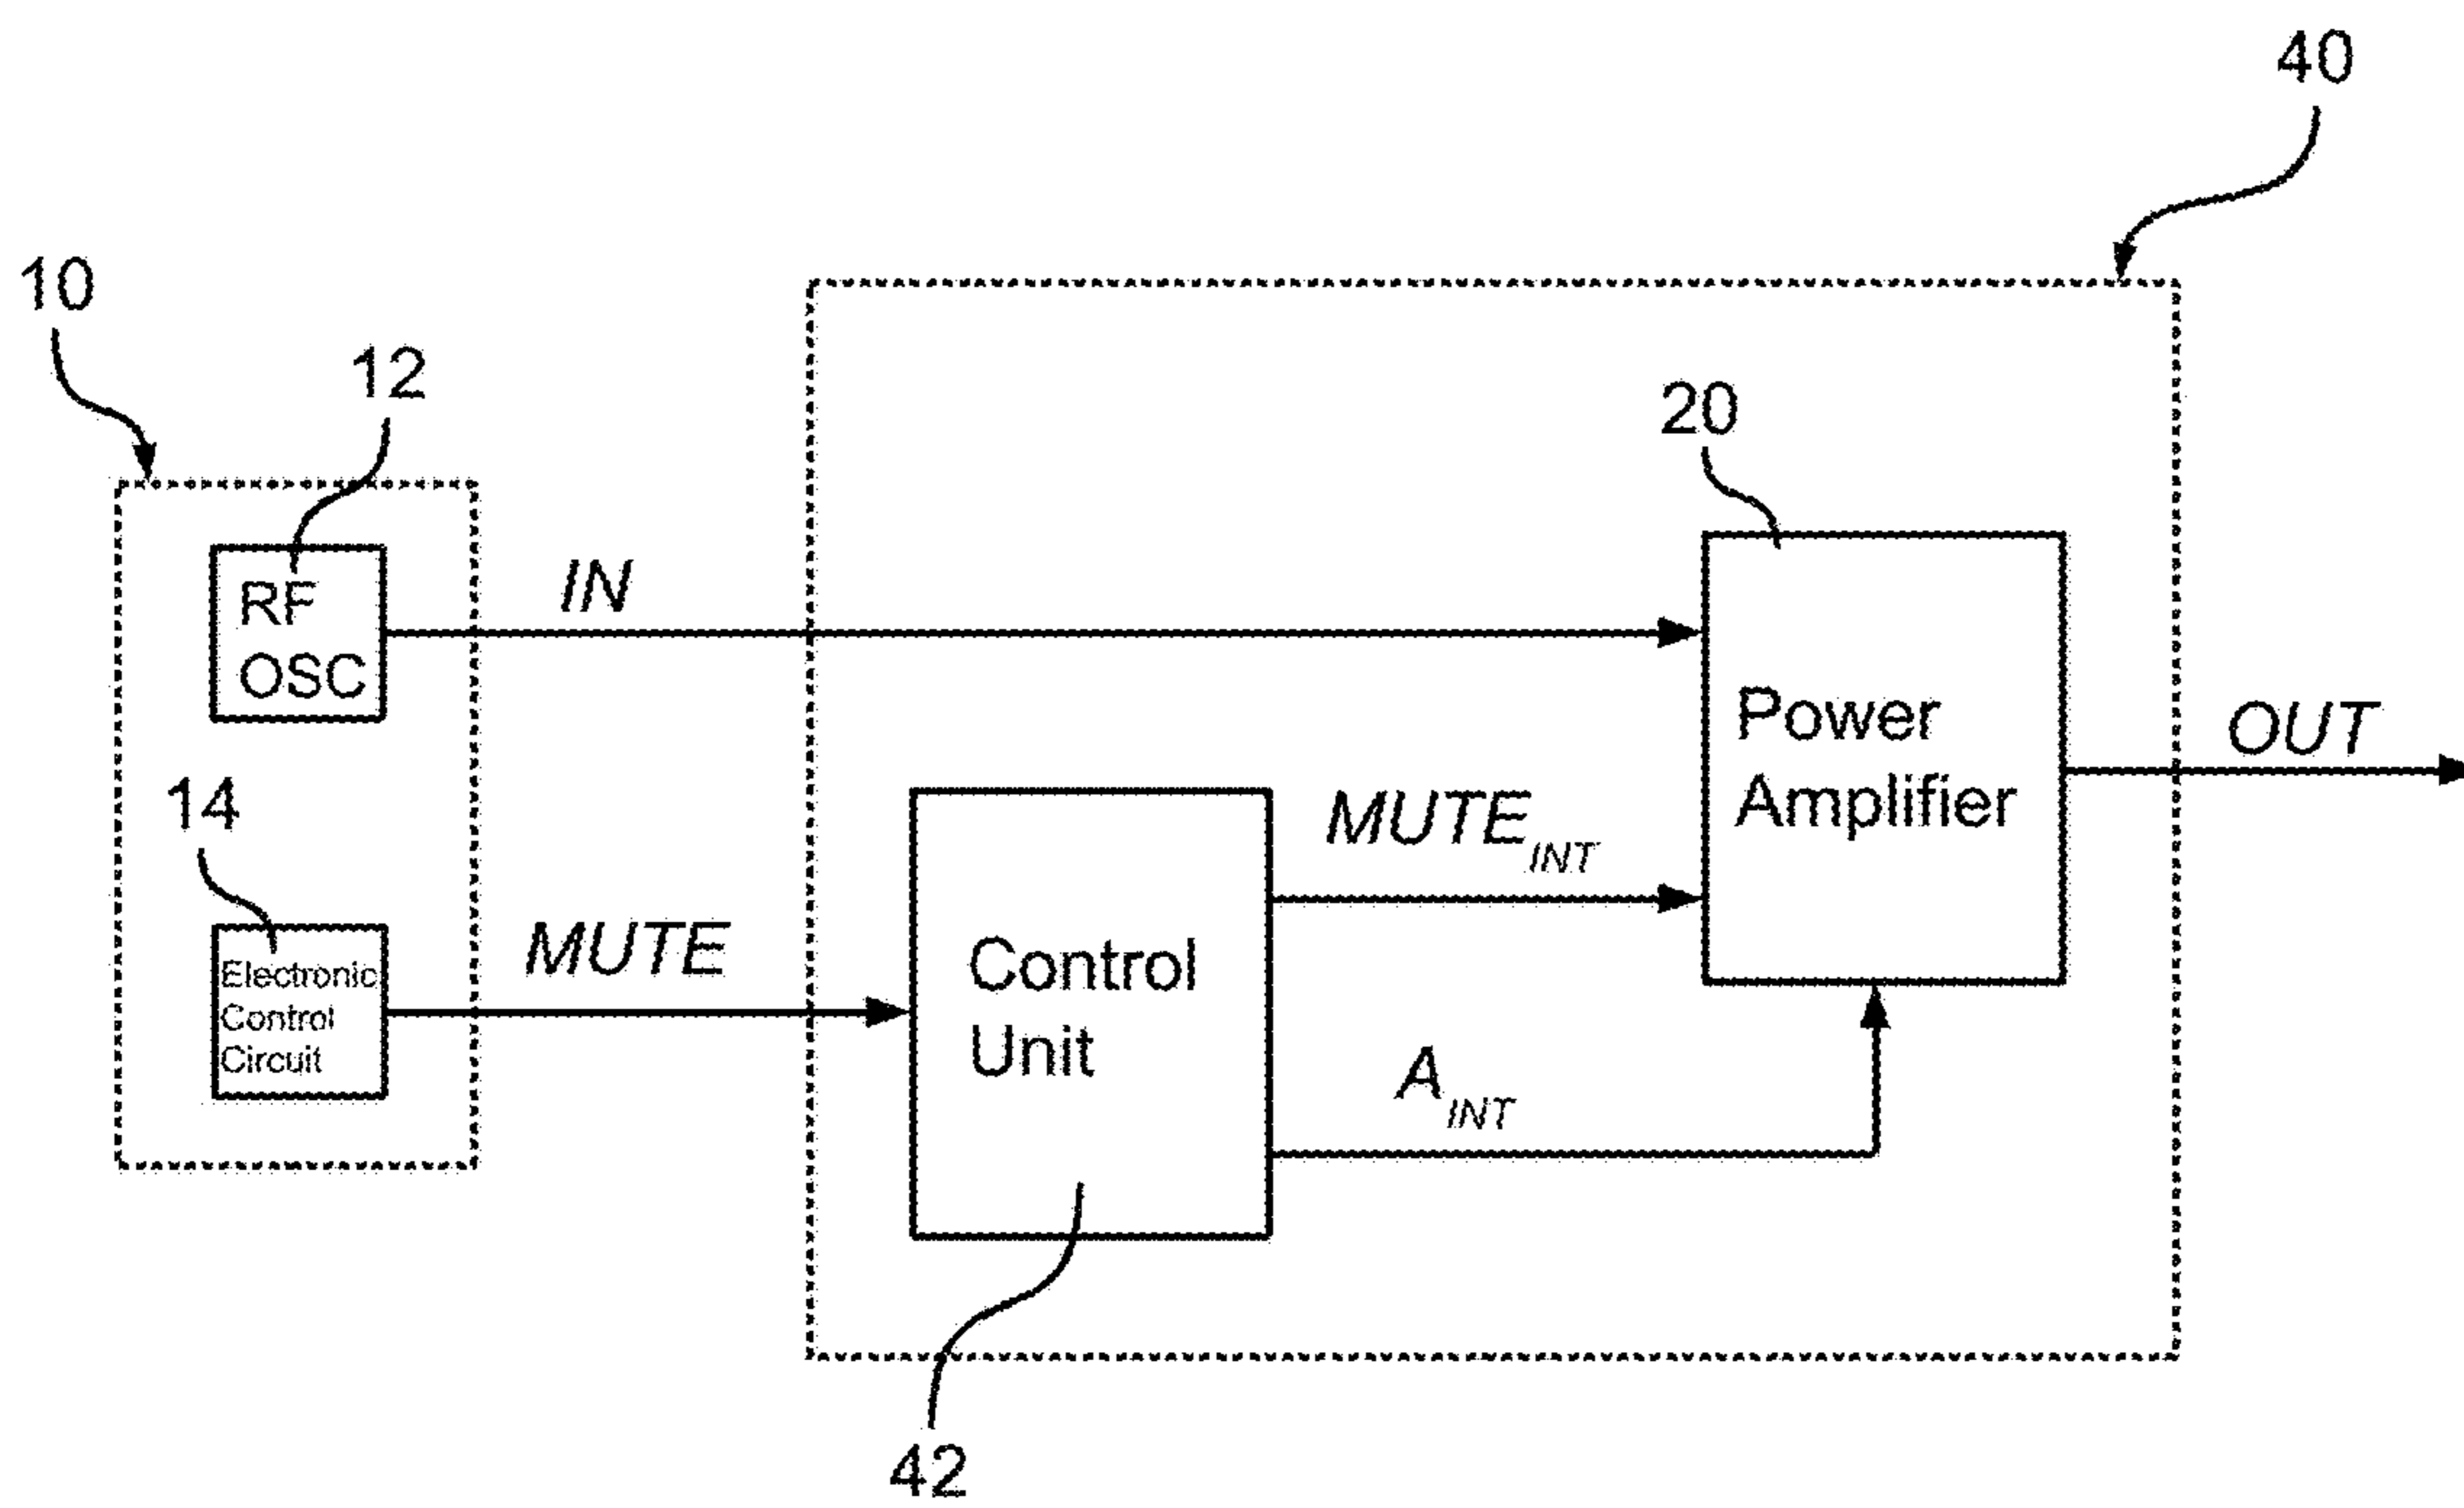 40
10
12
20
RF
OSC
IN
Power
Amplifier
OUT
14
MUTE_INT
Electronic
Control
Circuit
MUTE
Control
Unit
A_INT
42